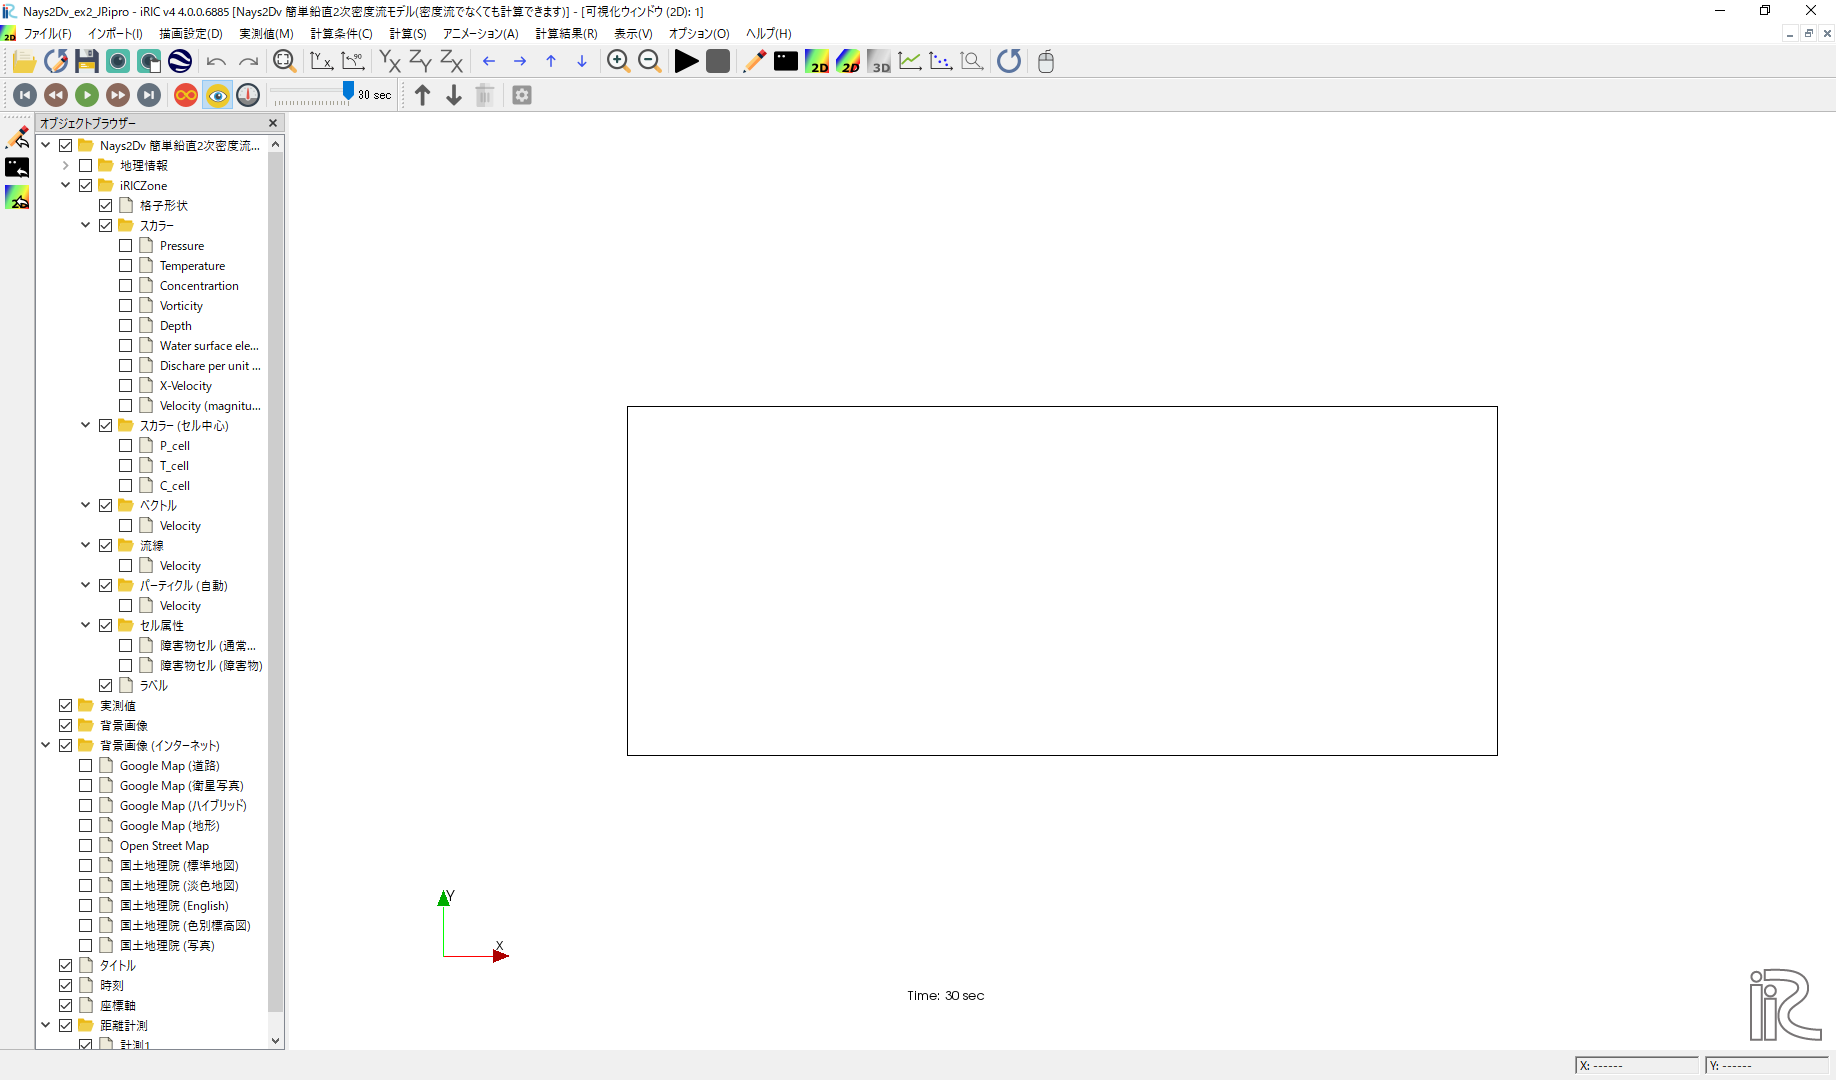 Nays2Dv_ex2_JP.ipro - iRIC v4 4.0.0.6885 [Nays2Dv 簡単鉛直2次密度流モデル(密度流でなくても計算できます)] - [可視化ウィンドウ (2D): 1]
ファイル(F) インポート(I) 描画設定(D) 実測値(M) 計算条件(C) 計算(S) アニメーション(A) 計算結果(R) 表示(V) オプション(O) ヘルプ(H)
30 sec
オブジェクトブラウザー
Nays2Dv 簡単鉛直2次密度流...
地理情報
iRICZone
格子形状
スカラー
Pressure
Temperature
Concentrartion
Vorticity
Depth
Water surface ele...
Dischare per unit ...
X-Velocity
Velocity (magnitu...
スカラー (セル中心)
P_cell
T_cell
C_cell
ベクトル
Velocity
流線
Velocity
パーティクル (自動)
Velocity
セル属性
障害物セル (通常...
障害物セル (障害物)
ラベル
実測値
背景画像
背景画像 (インターネット)
Google Map (道路)
Google Map (衛星写真)
Google Map (ハイブリッド)
Google Map (地形)
Open Street Map
国土地理院 (標準地図)
国土地理院 (淡色地図)
国土地理院 (English)
国土地理院 (色別標高図)
国土地理院 (写真)
タイトル
時刻
座標軸
距離計測
計測1
Y
X
Time: 30 sec
iRIC
X: ------
Y: ------